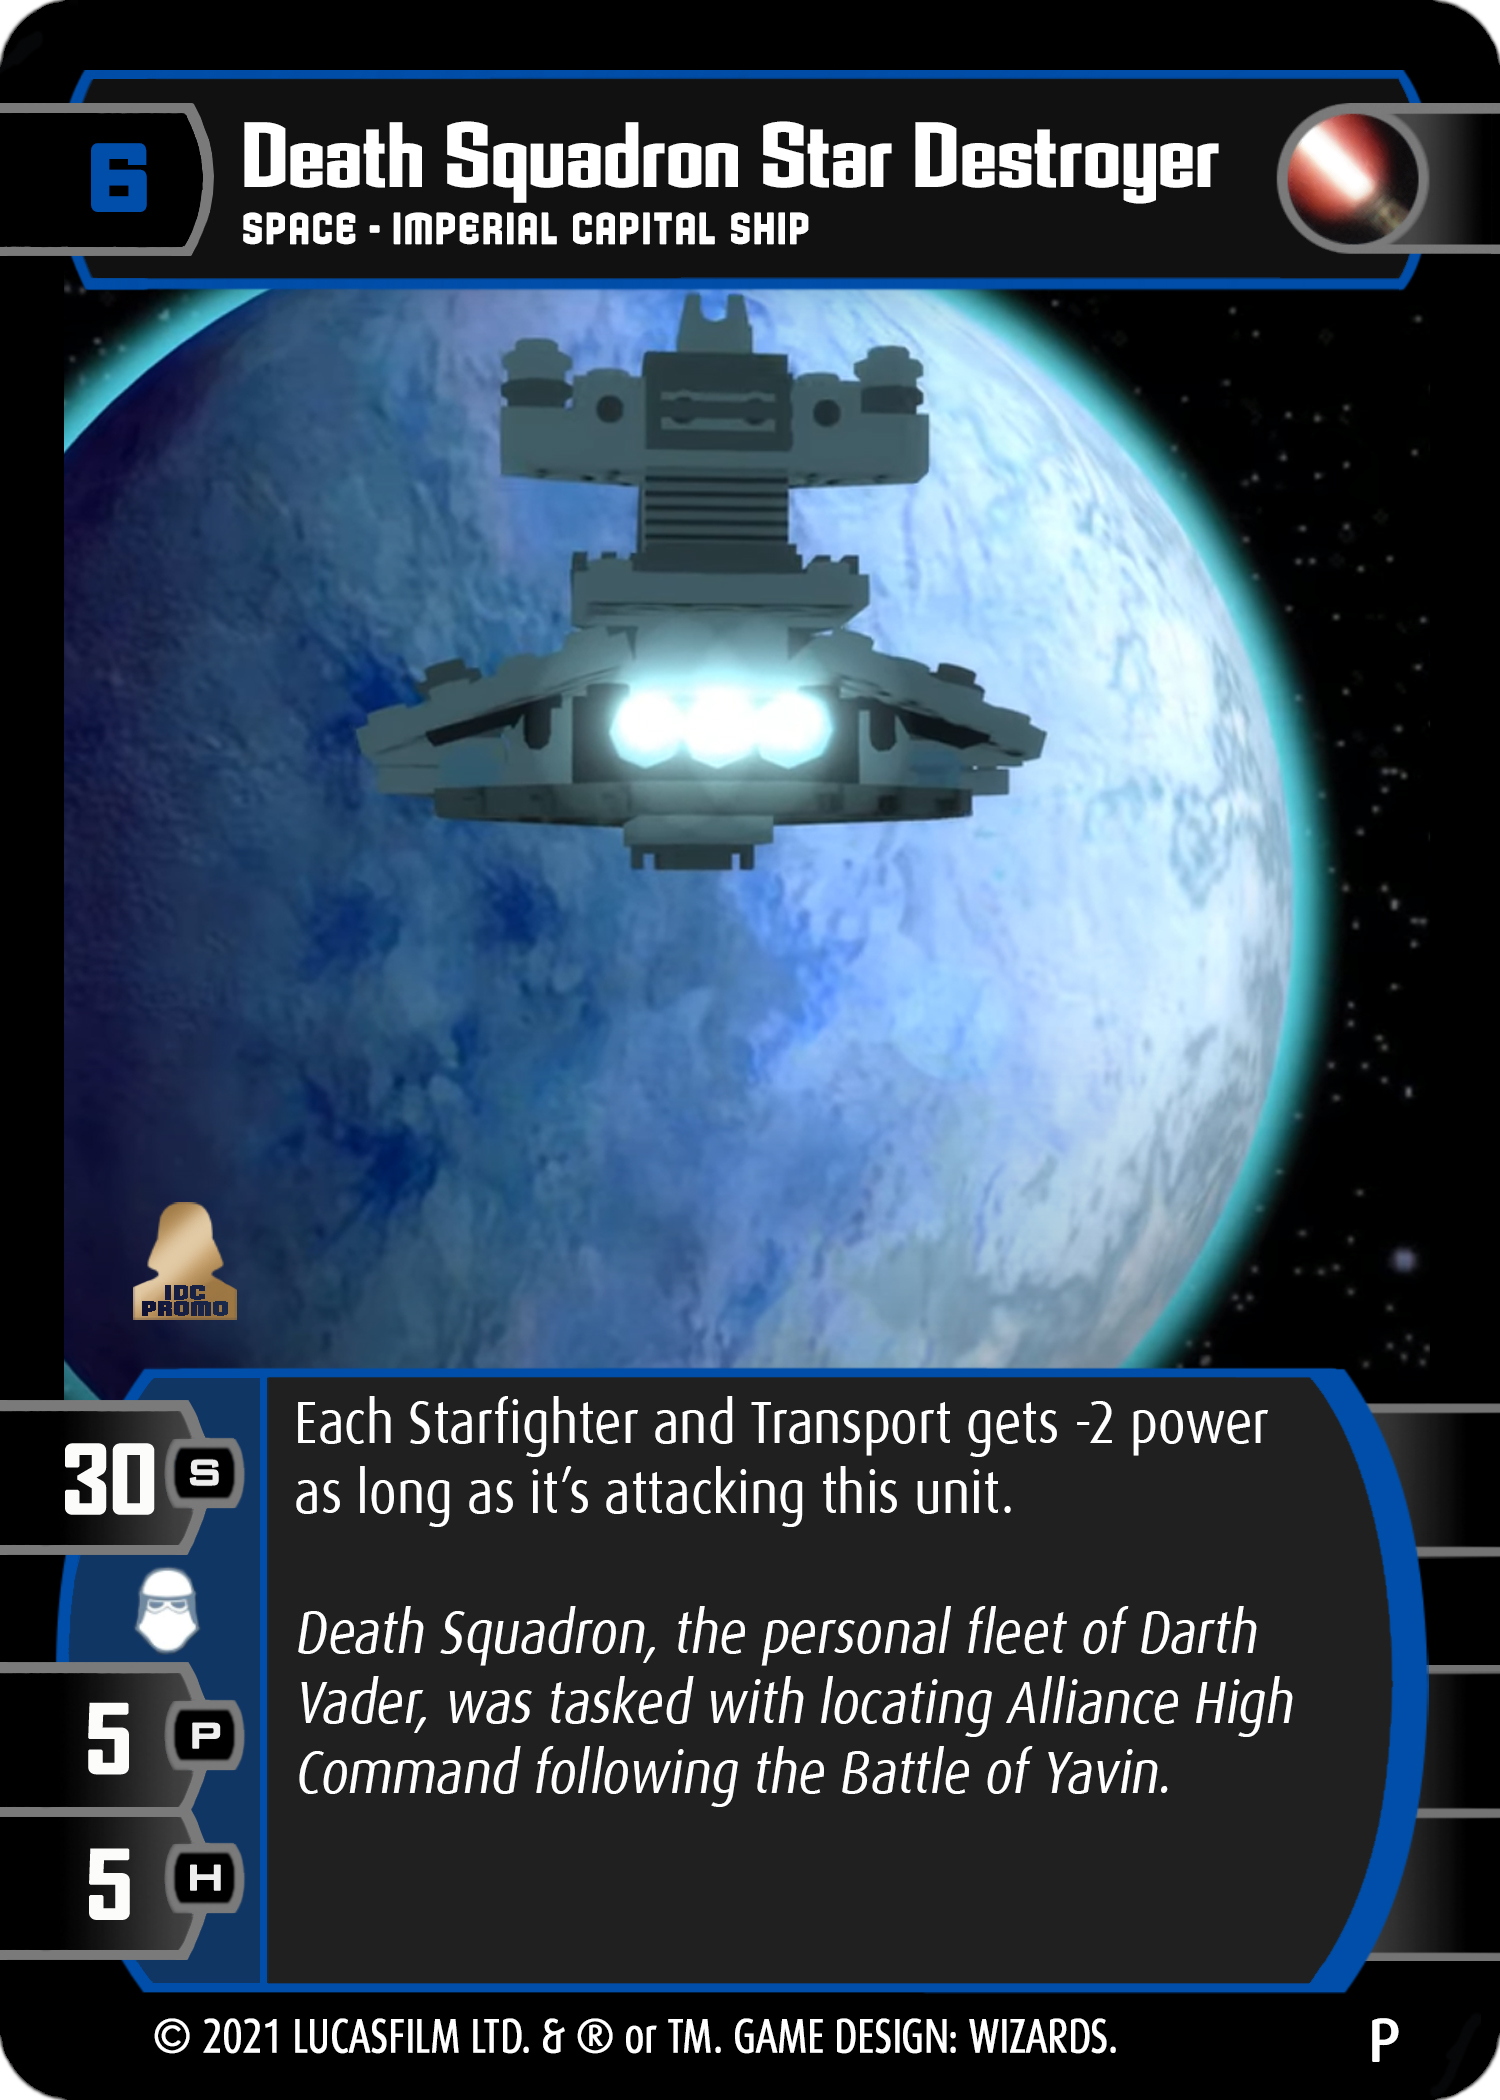 6
Death Squadron Star Destroyer
SPACE - IMPERIAL CAPITAL SHIP
IDC
PROMO
30 S
Each Starfighter and Transport gets -2 power
as long as it's attacking this unit.
Death Squadron, the personal fleet of Darth
Vader, was tasked with locating Alliance High
Command following the Battle of Yavin.
5 P
5 H
© 2021 LUCASFILM LTD. & ® or TM. GAME DESIGN: WIZARDS.
P